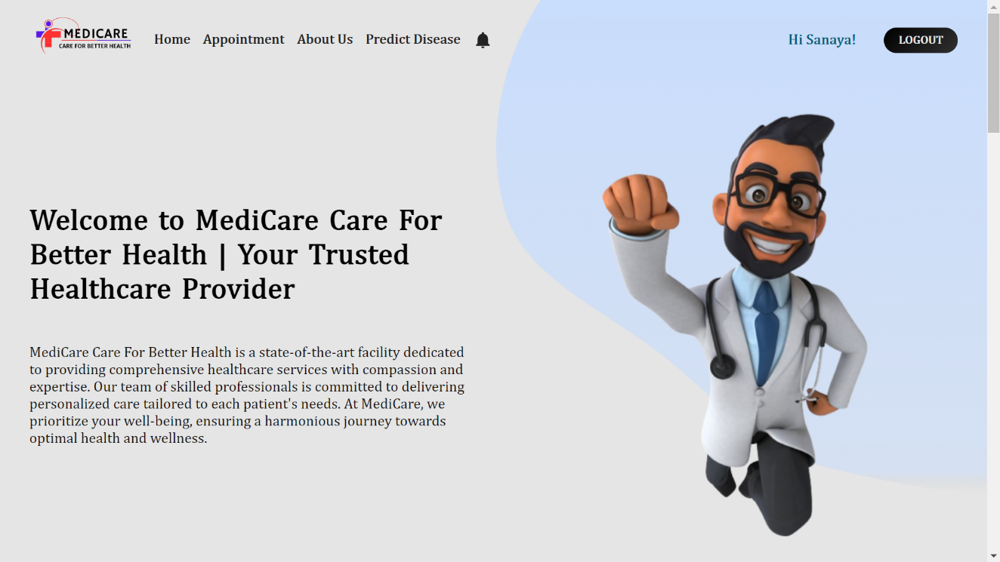 MEDICARE
CARE FOR BETTER HEALTH
Home Appointment About Us Predict Disease
Hi Sanaya!
LOGOUT
Welcome to MediCare Care For
Better Health | Your Trusted
Healthcare Provider
MediCare Care For Better Health is a state-of-the-art facility dedicated
to providing comprehensive healthcare services with compassion and
expertise. Our team of skilled professionals is committed to delivering
personalized care tailored to each patient's needs. At MediCare, we
prioritize your well-being, ensuring a harmonious journey towards
optimal health and wellness.